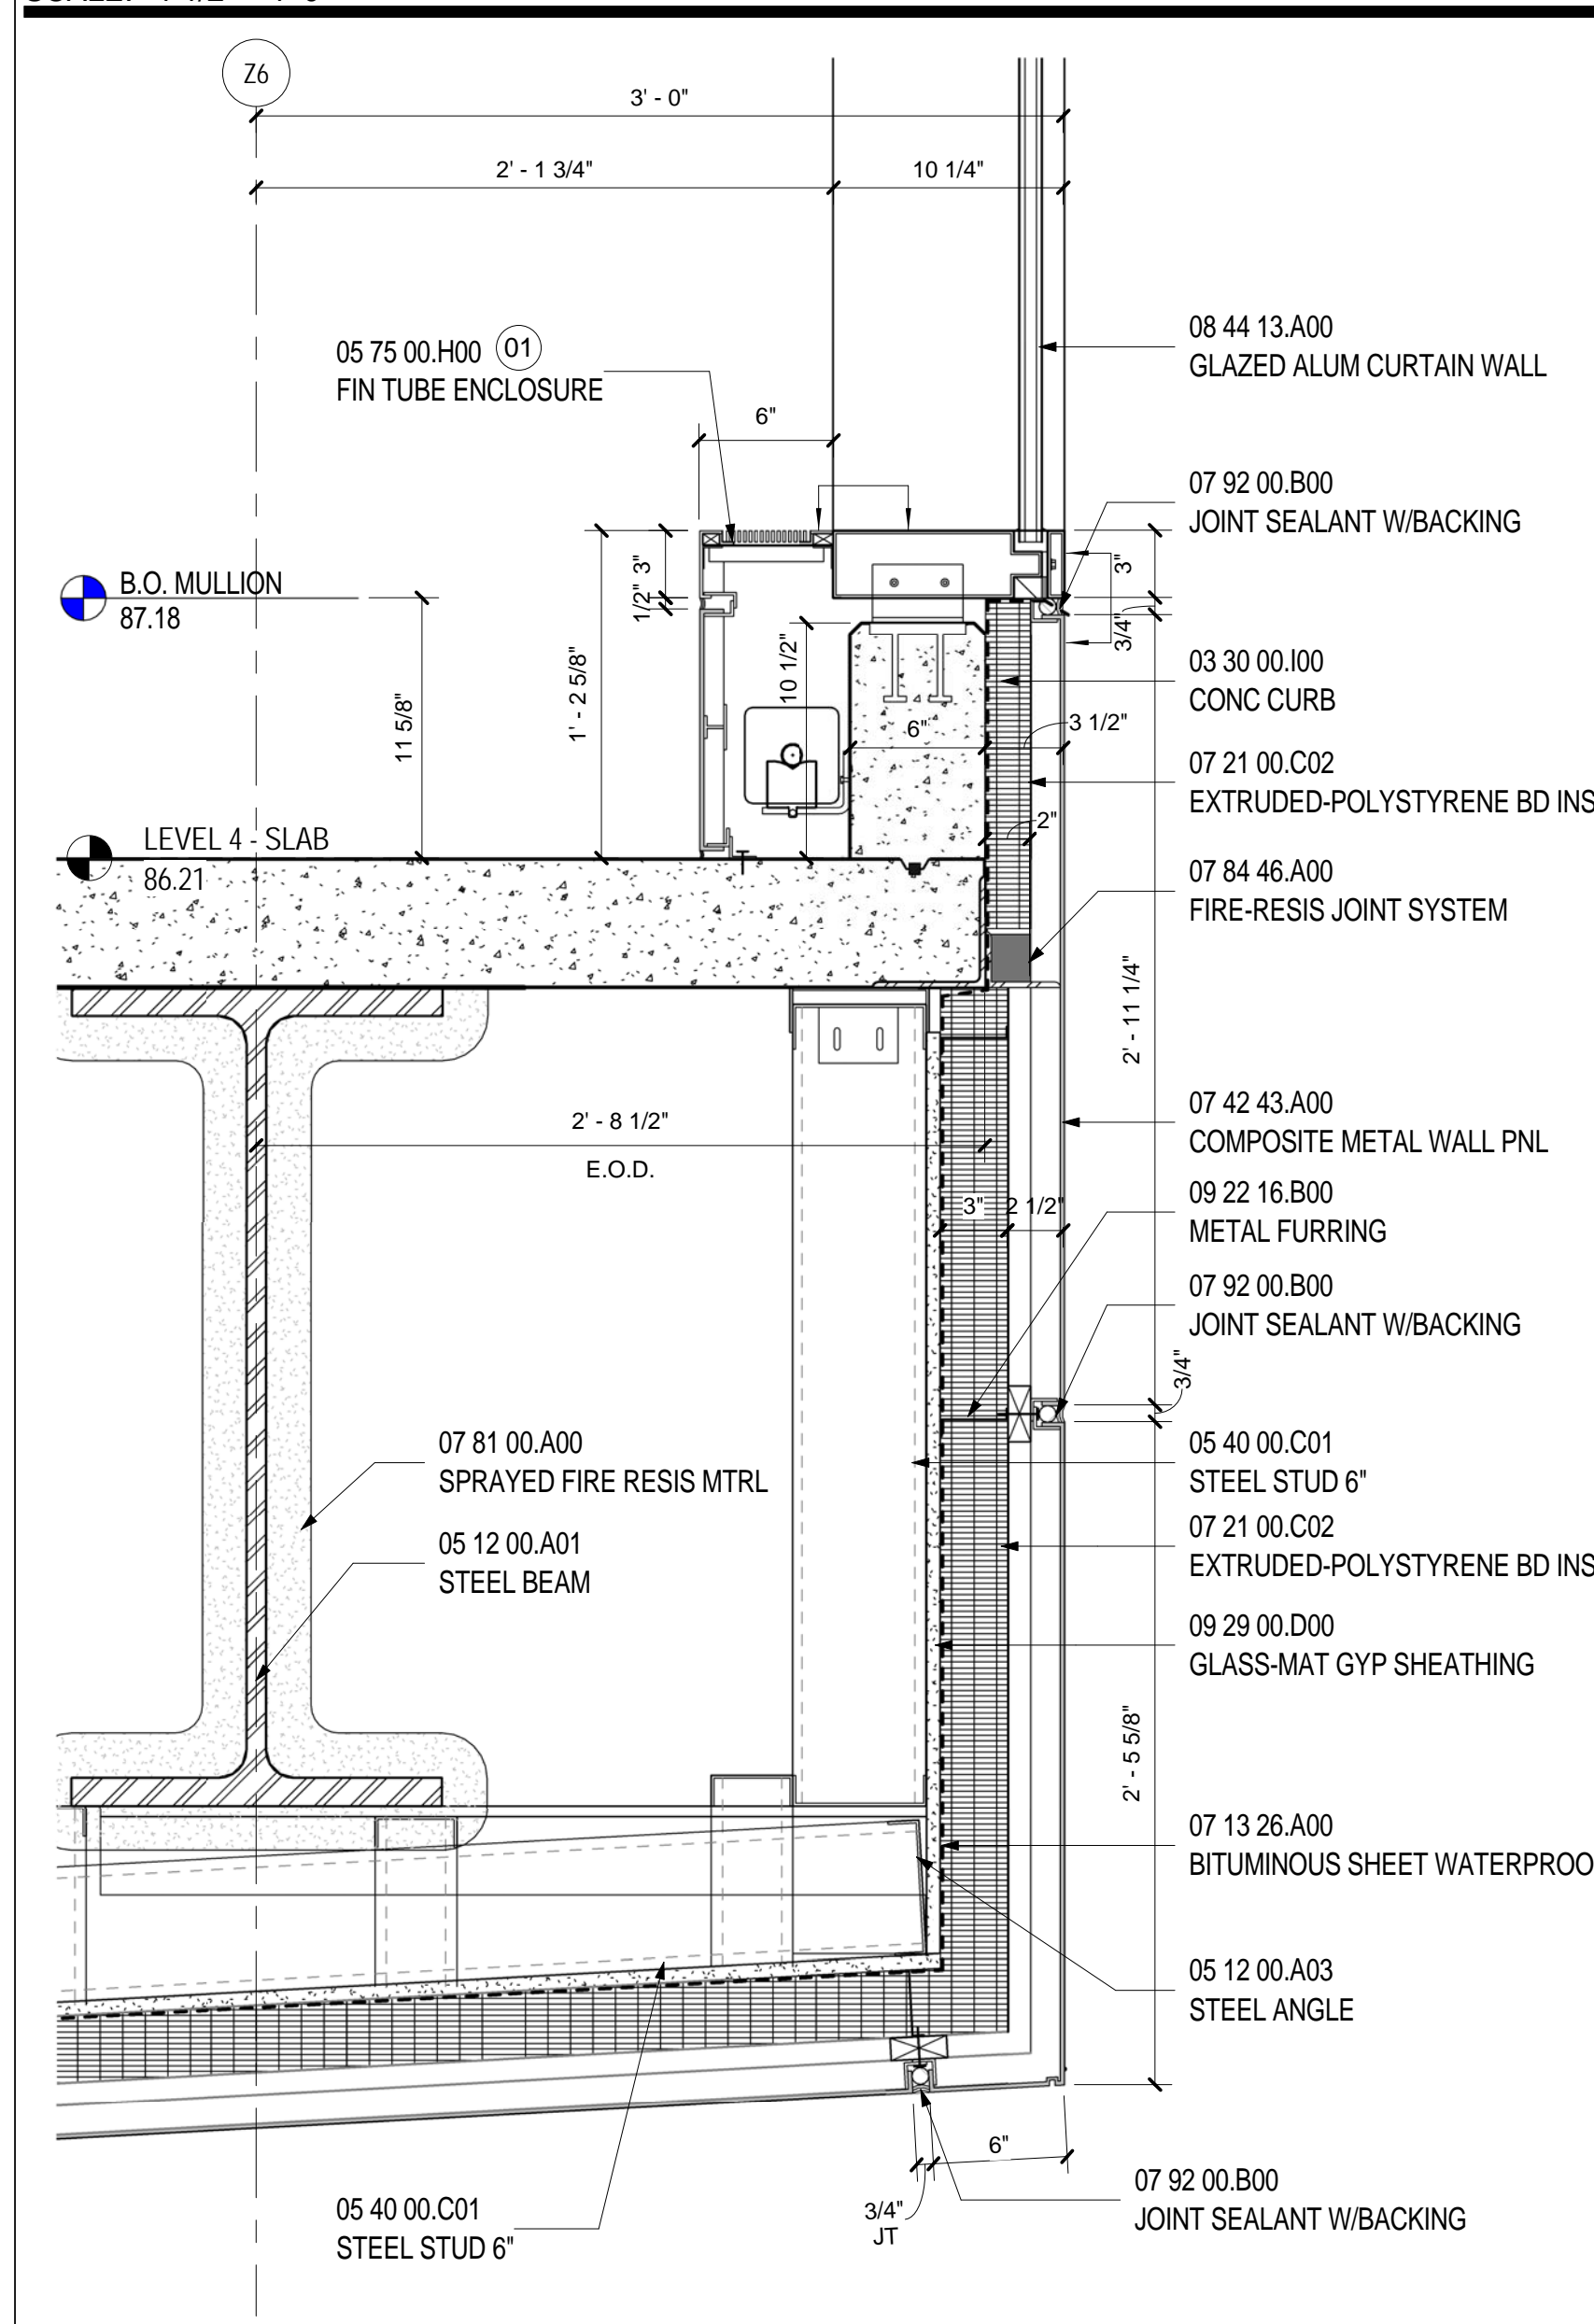 Z6
3' - 0"
2' - 1 3/4"
10 1/4"
08 44 13.A00
GLAZED ALUM CURTAIN WALL
05 75 00.H00
01
FIN TUBE ENCLOSURE
6"
07 92 00.B00
JOINT SEALANT W/BACKING
B.O. MULLION
87.18
3"
1/2"
3"
3/4"
1' - 2 5/8"
10 1/2"
11 5/8"
03 30 00.I00
CONC CURB
6"
3 1/2"
07 21 00.C02
EXTRUDED-POLYSTYRENE BD INS
2"
LEVEL 4 - SLAB
86.21
07 84 46.A00
FIRE-RESIS JOINT SYSTEM
2' - 11 1/4"
07 42 43.A00
COMPOSITE METAL WALL PNL
2' - 8 1/2"
E.O.D.
3"
2 1/2"
09 22 16.B00
METAL FURRING
07 92 00.B00
JOINT SEALANT W/BACKING
3/4"
07 81 00.A00
SPRAYED FIRE RESIS MTRL
05 40 00.C01
STEEL STUD 6"
05 12 00.A01
STEEL BEAM
07 21 00.C02
EXTRUDED-POLYSTYRENE BD INS
09 29 00.D00
GLASS-MAT GYP SHEATHING
2' - 5 5/8"
07 13 26.A00
BITUMINOUS SHEET WATERPROO
05 12 00.A03
STEEL ANGLE
6"
3/4"
JT
07 92 00.B00
JOINT SEALANT W/BACKING
05 40 00.C01
STEEL STUD 6"